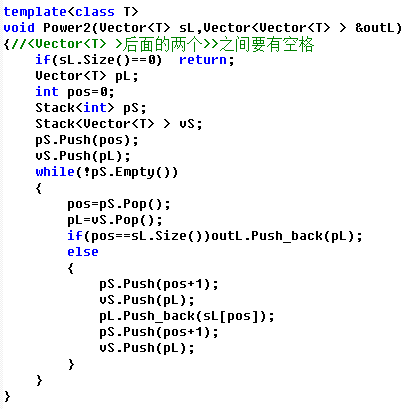 template<class T>
void Power2(Vector<T> sL,Vector<Vector<T> > &outL)
{//<Vector<T> >后面的两个>>之间要有空格
    if(sL.Size()==0)  return;
    Vector<T> pL;
    int pos=0;
    Stack<int> pS;
    Stack<Vector<T> > vS;
    pS.Push(pos);
    vS.Push(pL);
    while(!pS.Empty())
    {
        pos=pS.Pop();
        pL=vS.Pop();
        if(pos==sL.Size())outL.Push_back(pL);
        else
        {
            pS.Push(pos+1);
            vS.Push(pL);
            pL.Push_back(sL[pos]);
            pS.Push(pos+1);
            vS.Push(pL);
        }
    }
}